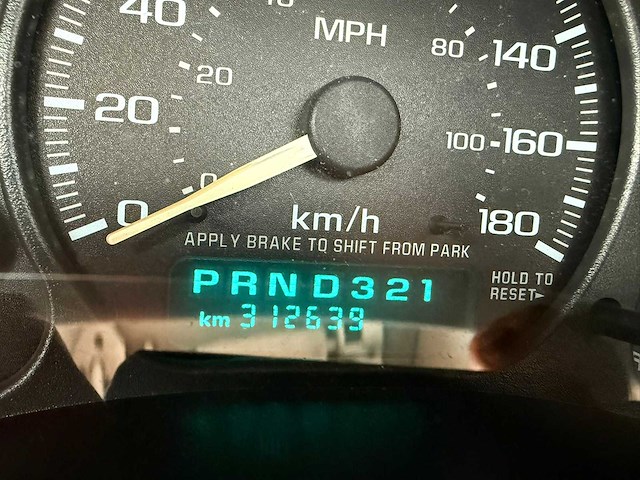 40
10
MPH
80
140
20
20
100
160
0
0
km/h
180
APPLY BRAKE TO SHIFT FROM PARK
HOLD TO
RESET
PRND321
km 312639